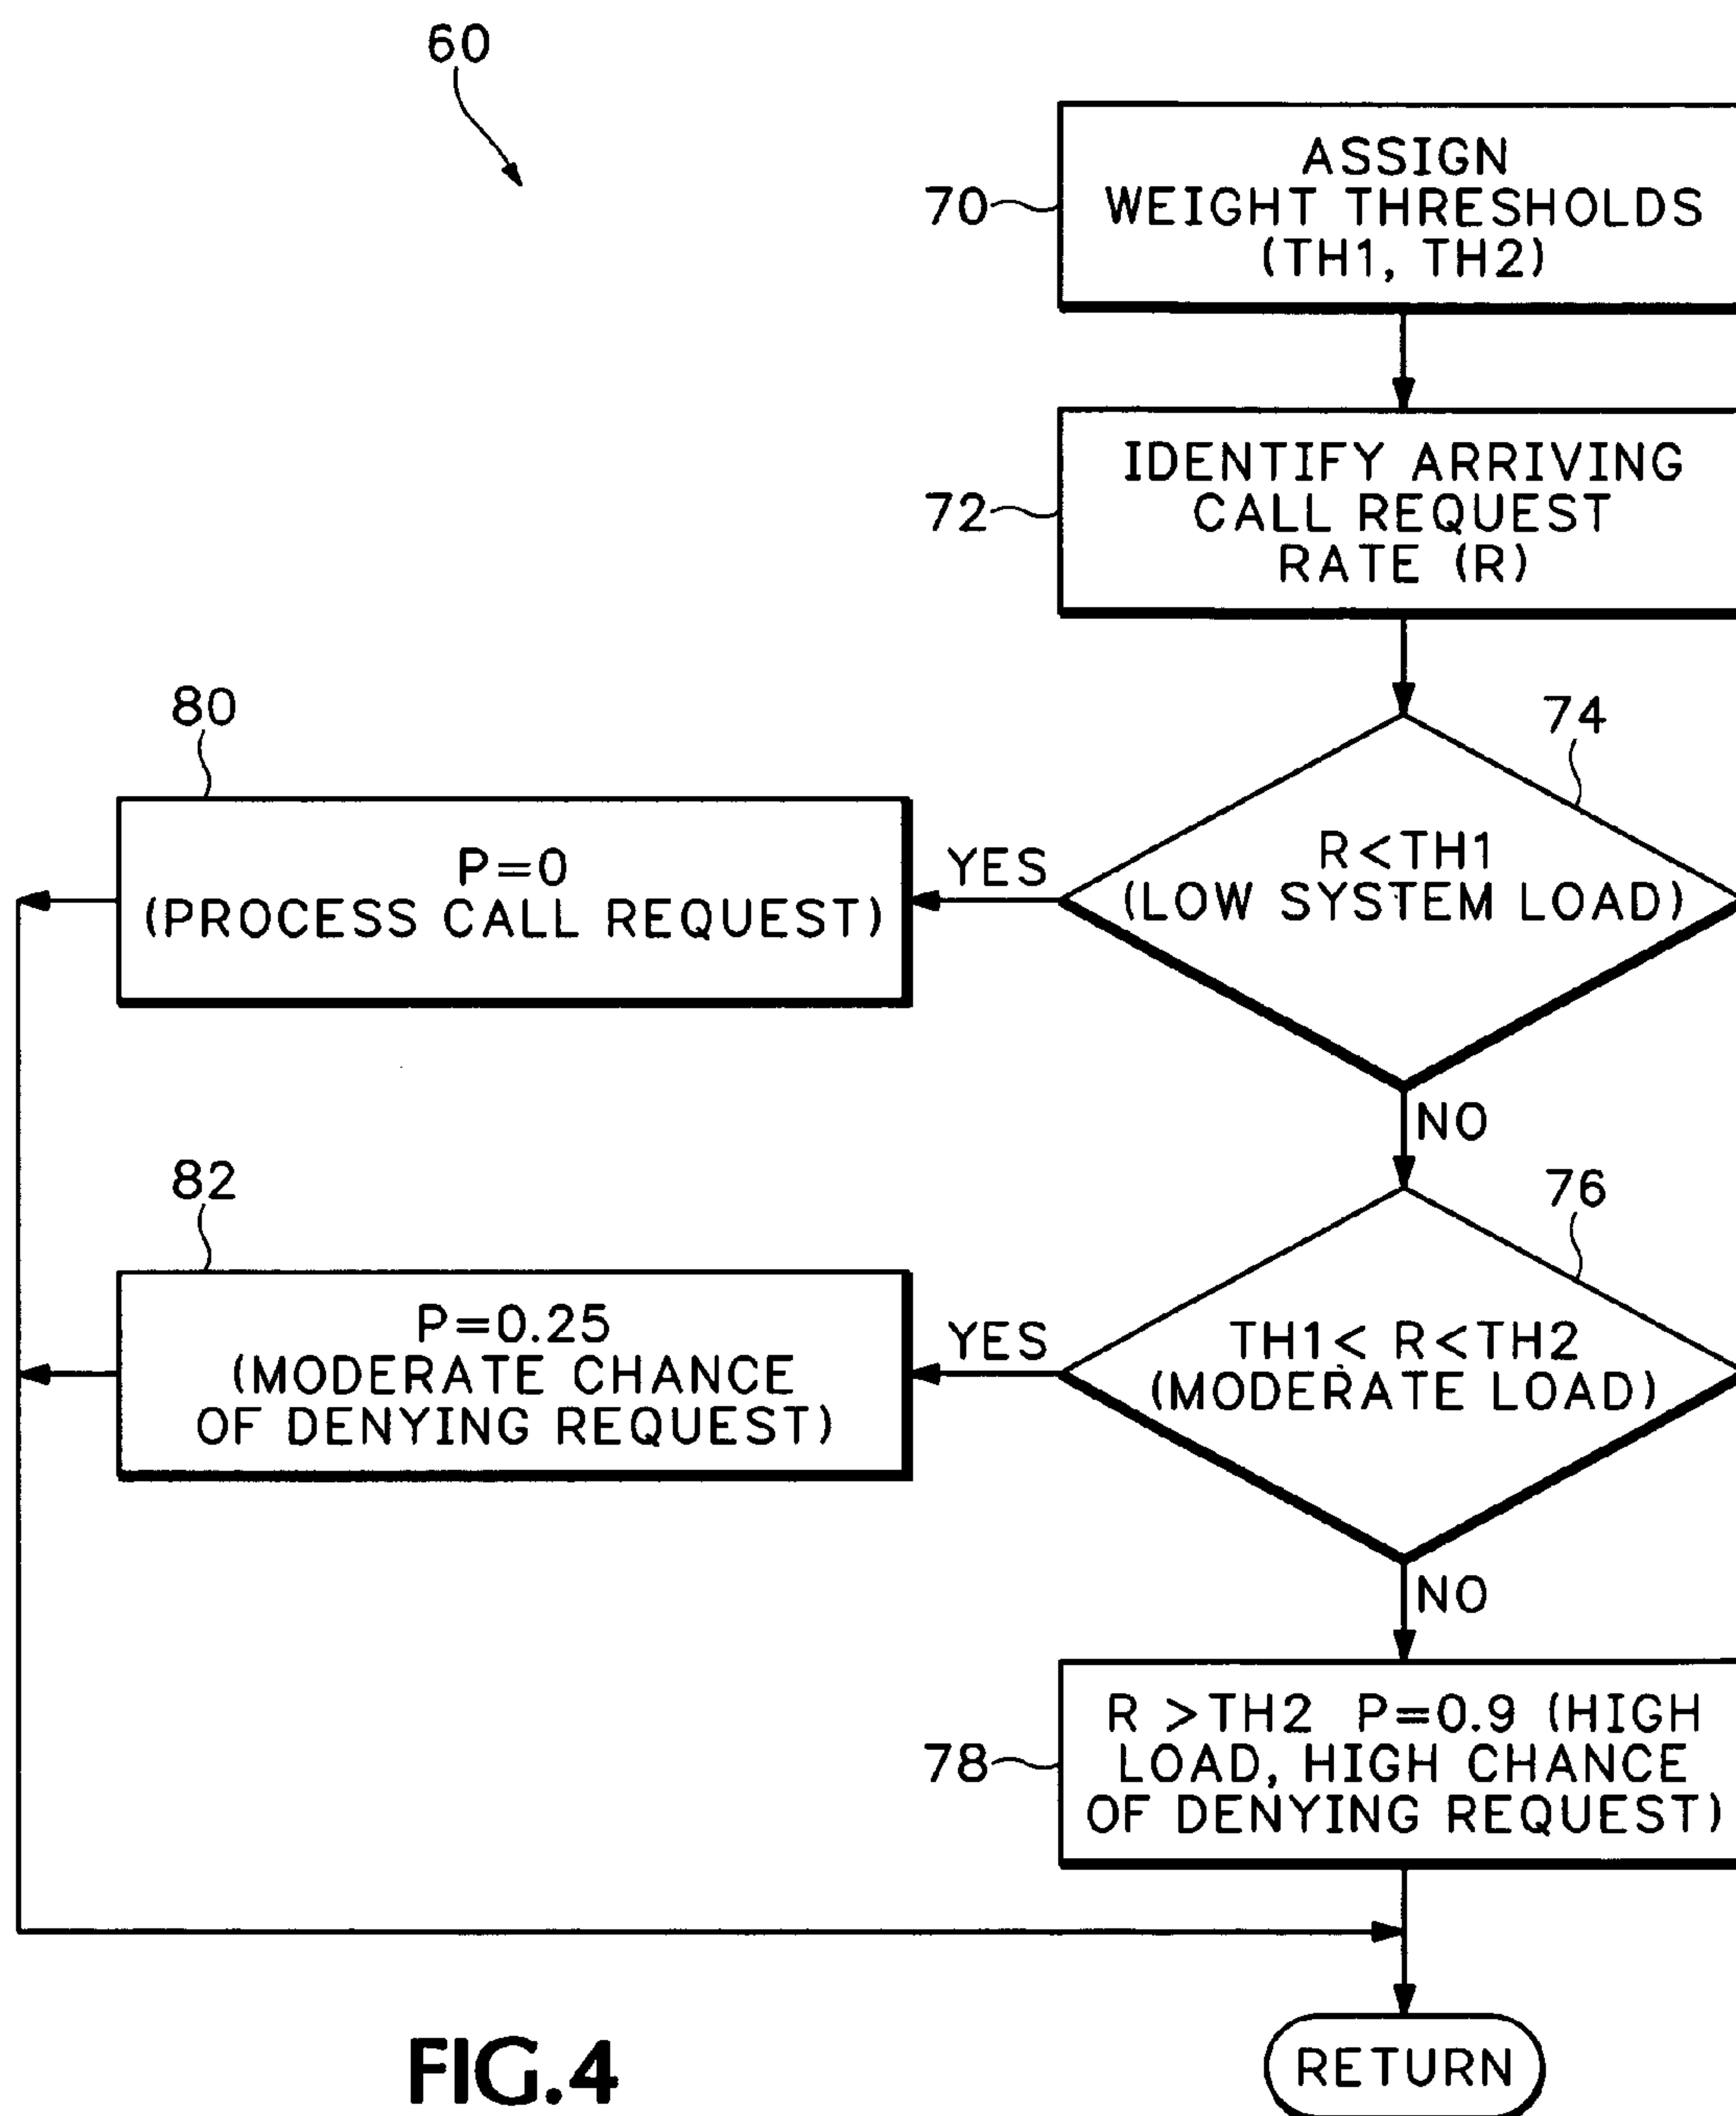 60
ASSIGN
70 WEIGHT THRESHOLDS
(TH1, TH2)
IDENTIFY ARRIVING
72 CALL REQUEST
RATE (R)
80
74
P=0
(PROCESS CALL REQUEST)
YES
R<TH1
(LOW SYSTEM LOAD)
NO
82
76
P=0.25
(MODERATE CHANCE
OF DENYING REQUEST)
YES
TH1< R<TH2
(MODERATE LOAD)
NO
R >TH2 P=0.9 (HIGH
78 LOAD, HIGH CHANCE
OF DENYING REQUEST)
RETURN
FIG.4